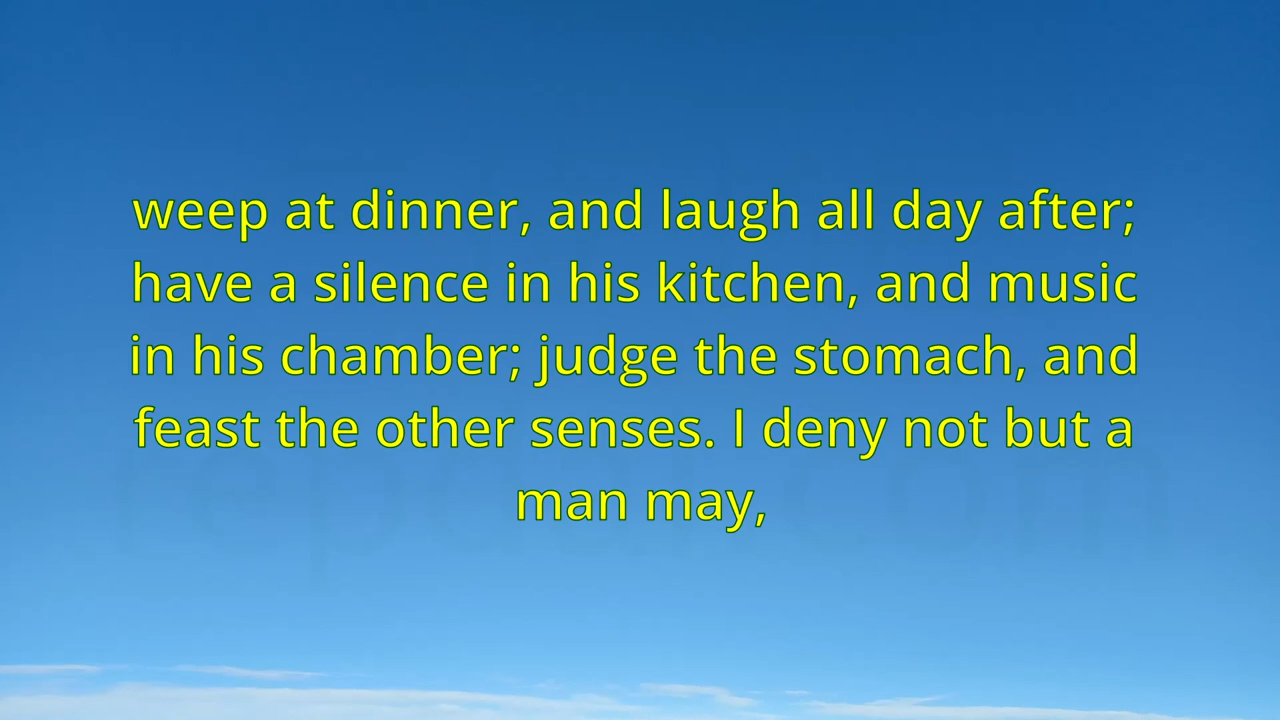 weep at dinner, and laugh all day after;
have a silence in his kitchen, and music
in his chamber; judge the stomach, and
feast the other senses. I deny not but a
man may,